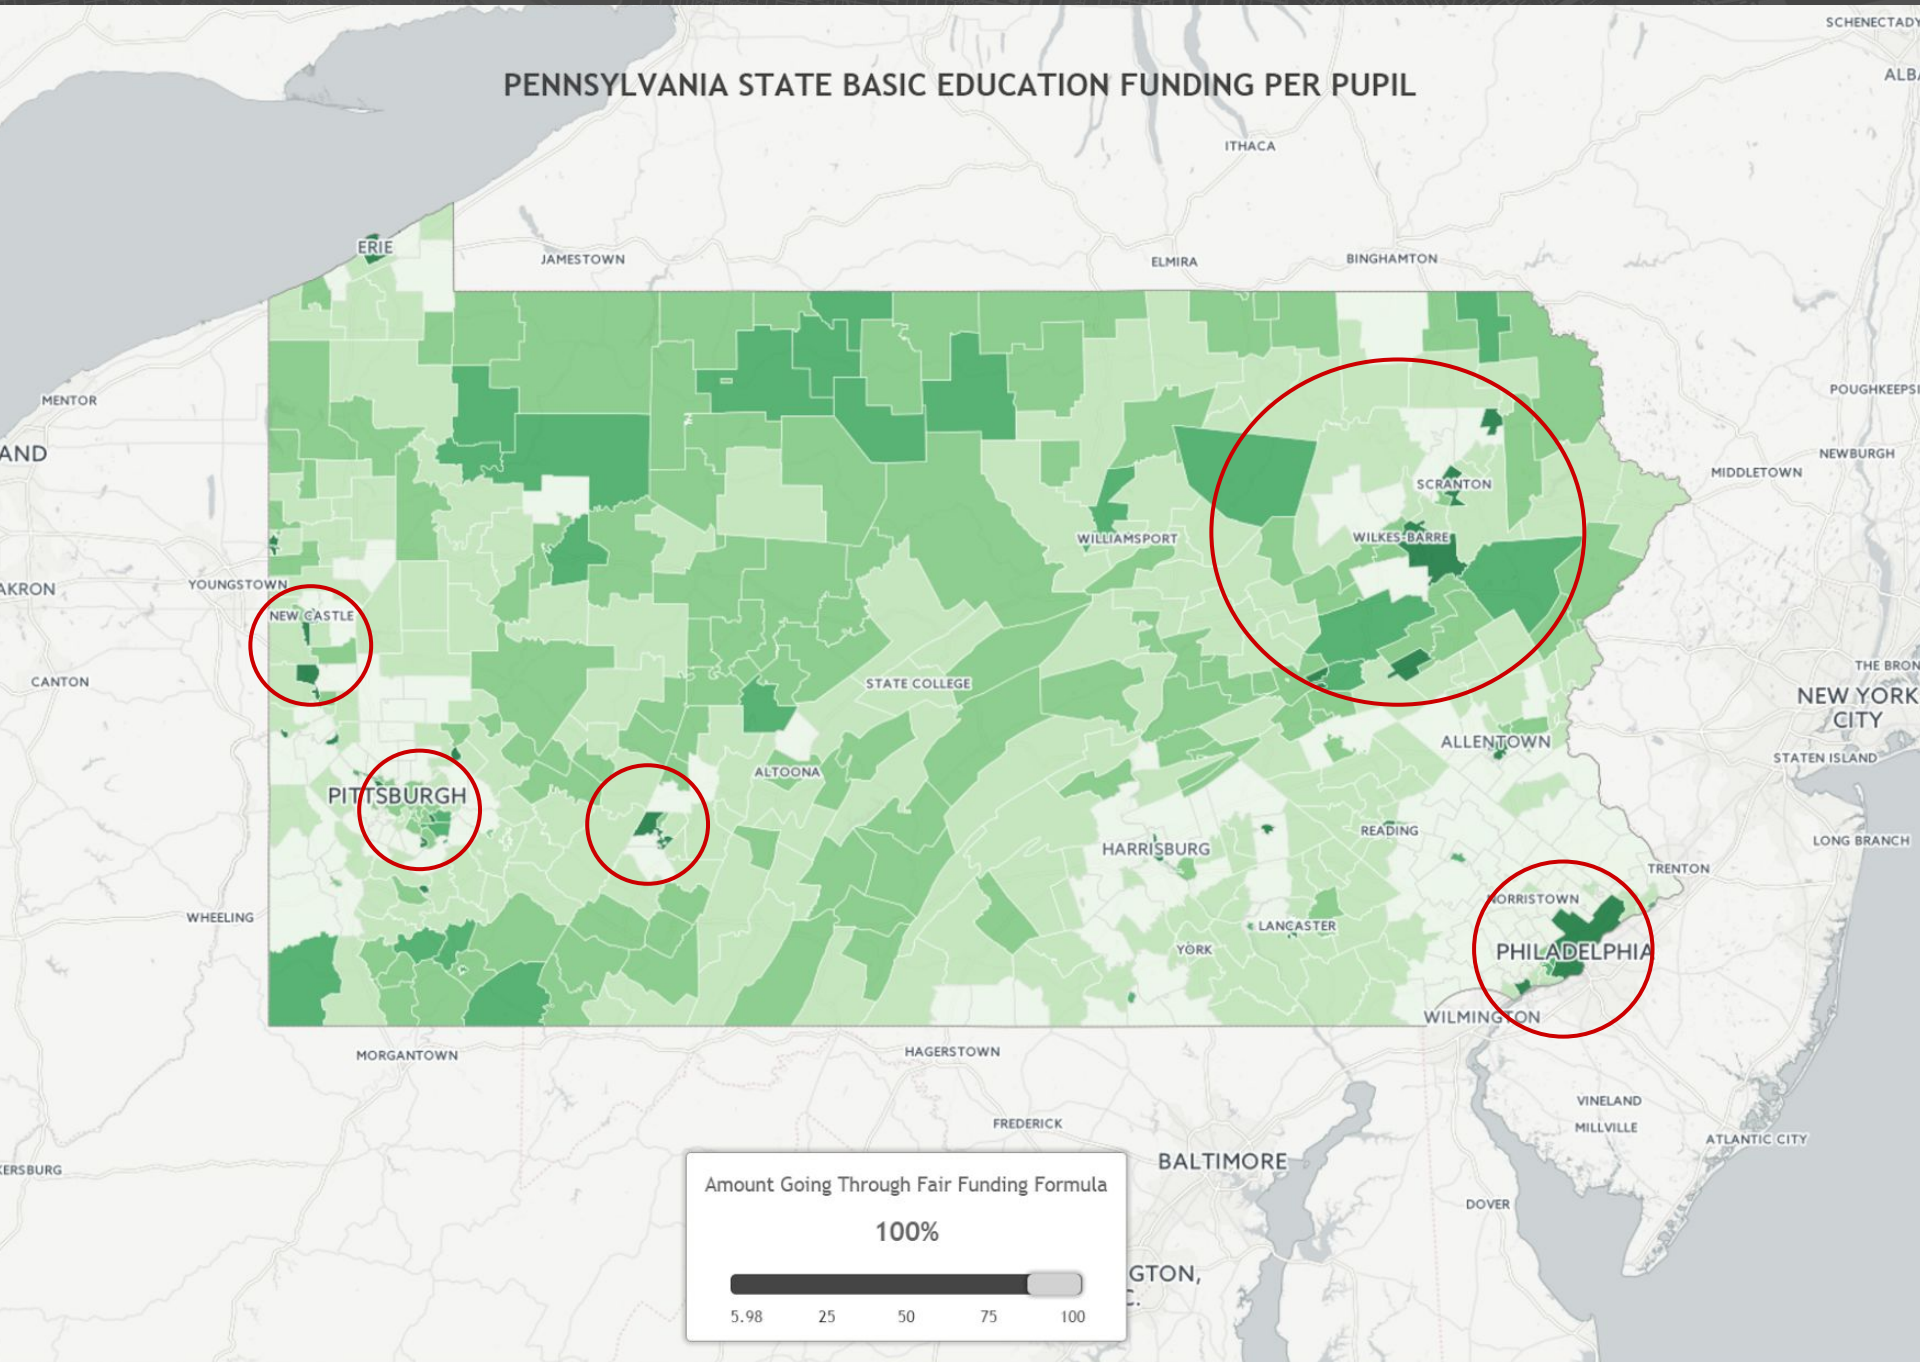 SCHENECTADY
PENNSYLVANIA STATE BASIC EDUCATION FUNDING PER PUPIL
ITHACA
ERIE
JAMESTOWN
ELMIRA
BINGHAMTON
MENTOR
AND
MIDDLETOWN
NEWBURGH
SCRANTON
WILKES-BARRE
WILLIAMSPORT
YOUNGSTOWN
AKRON
NEW CASTLE
CANTON
STATE COLLEGE
THE BRON
NEW YORK
CITY
ALLENTOWN
STATEN ISLAND
ALTOONA
PITTSBURGH
READING
LONG BRANCH
HARRISBURG
TRENTON
NORRISTOWN
WHEELING
LANCASTER
YORK
PHILADELPHIA
WILMINGTON
MORGANTOWN
HAGERSTOWN
VINELAND
FREDERICK
MILLVILLE
ATLANTIC CITY
BALTIMORE
ERSBURG
DOVER
GTON,
Amount Going Through Fair Funding Formula
100%
5.98 25 50 75 100